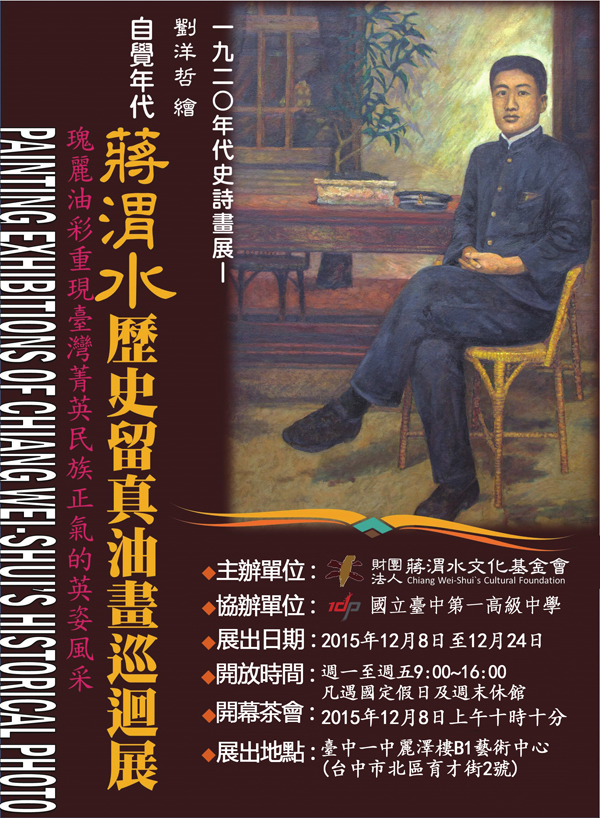 一九二〇年代史詩畫展—
劉洋哲 繪
自覺年代
蔣渭水歷史留真油畫巡迴展
瑰麗油彩重現臺灣菁英民族正氣的英姿風采
PAINTING EXHIBITIONS OF CHIANG WEI-SHUI'S HISTORICAL PHOTO
主辦單位：財團法人 蔣渭水文化基金會
Chiang Wei-Shui`s Cultural Foundation
協辦單位：idp 國立臺中第一高級中學
展出日期：2015年12月8日至12月24日
開放時間：週一至週五9:00~16:00
凡遇國定假日及週末休館
開幕茶會：2015年12月8日上午十時十分
展出地點：臺中一中麗澤樓B1藝術中心
(台中市北區育才街2號)